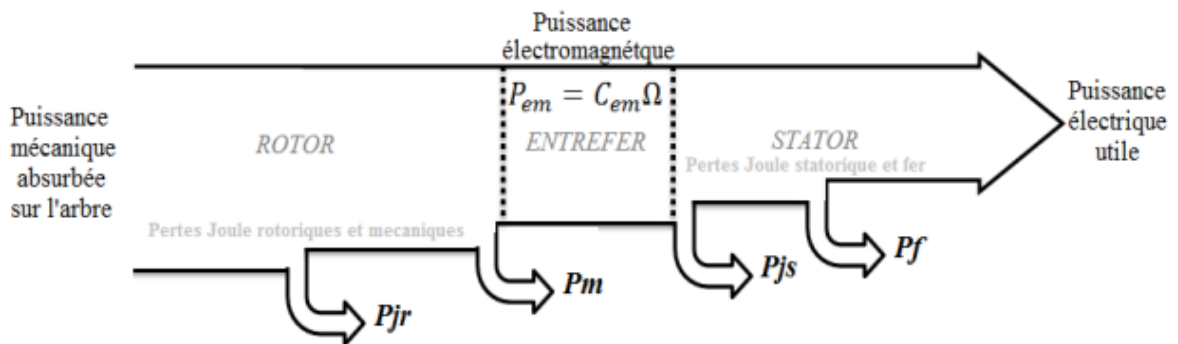 Puissance
électromagnétque
P_em = C_emΩ
Puissance
mécanique
absurbée
sur l'arbre
ROTOR
ENTREFER
STATOR
Pertes Joule statorique et fer
Puissance
électrique
utile
Pertes Joule rotoriques et mecaniques
Pjr
Pm
Pjs
Pf